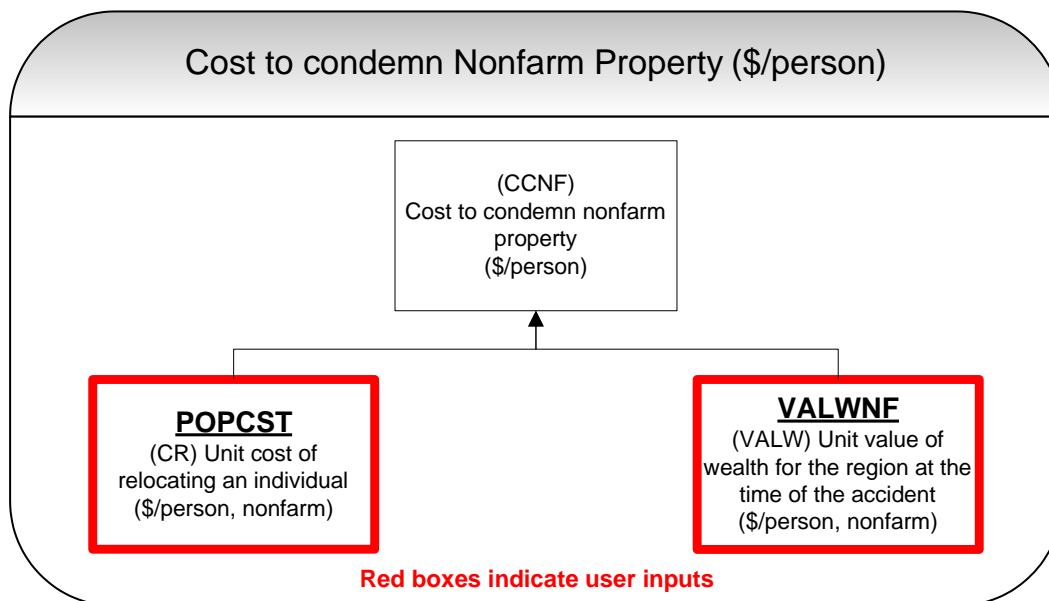 Cost to condemn Nonfarm Property ($/person)
(CCNF)
Cost to condemn nonfarm
property
($/person)
POPCST
(CR) Unit cost of
relocating an individual
($/person, nonfarm)
VALWNF
(VALW) Unit value of
wealth for the region at the
time of the accident
($/person, nonfarm)
Red boxes indicate user inputs